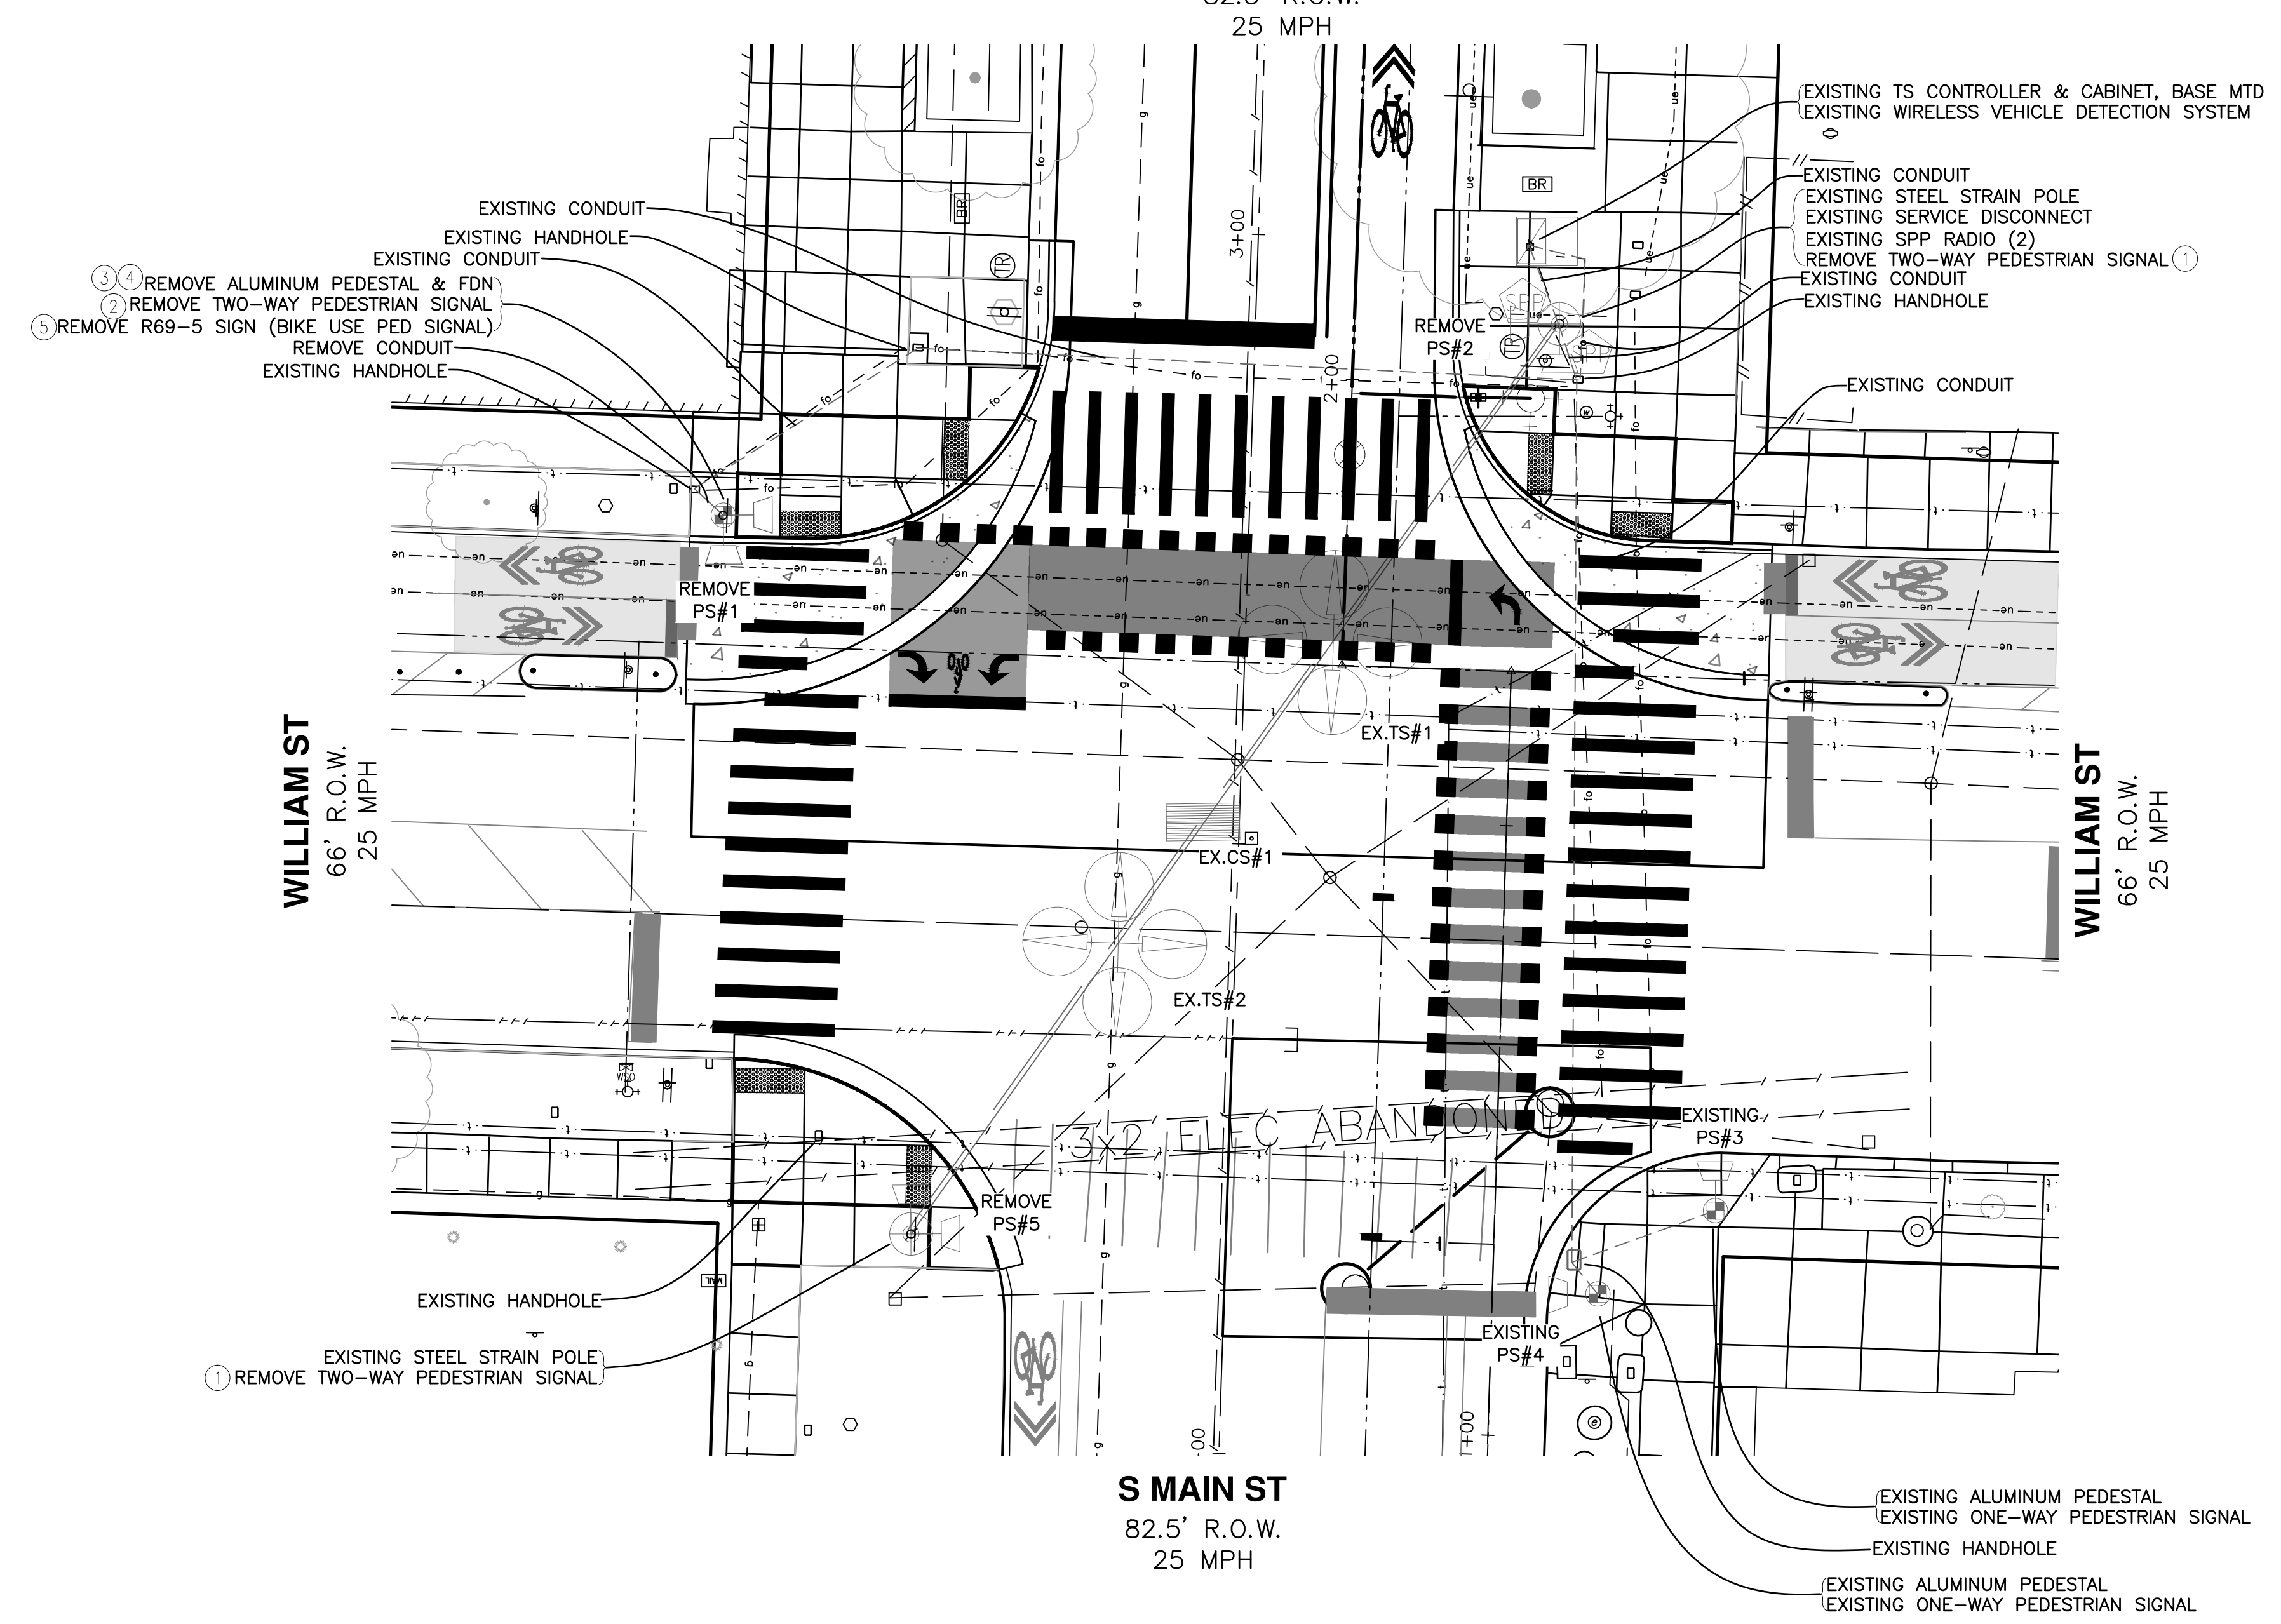 25 MPH
EXISTING TS CONTROLLER & CABINET, BASE MTD
EXISTING WIRELESS VEHICLE DETECTION SYSTEM
EXISTING CONDUIT
EXISTING STEEL STRAIN POLE
EXISTING SERVICE DISCONNECT
EXISTING SPP RADIO (2)
REMOVE TWO-WAY PEDESTRIAN SIGNAL 1
EXISTING CONDUIT
EXISTING HANDHOLE
EXISTING CONDUIT
EXISTING CONDUIT
EXISTING HANDHOLE
EXISTING CONDUIT
3 4 REMOVE ALUMINUM PEDESTAL & FDN
2 REMOVE TWO-WAY PEDESTRIAN SIGNAL
5 REMOVE R69-5 SIGN (BIKE USE PED SIGNAL)
REMOVE CONDUIT
EXISTING HANDHOLE
BR
BR
TR
TR
SPP
SPP
3+00
2+00
REMOVE
PS#2
REMOVE
PS#1
EX.TS#1
EX.CS#1
EX.TS#2
WILLIAM ST
66' R.O.W.
25 MPH
WILLIAM ST
66' R.O.W.
25 MPH
WSO
3x2 ELEC ABANDONED
EXISTING
PS#3
REMOVE
PS#5
MAIL
EXISTING HANDHOLE
EXISTING STEEL STRAIN POLE
1 REMOVE TWO-WAY PEDESTRIAN SIGNAL
EXISTING
PS#4
1+00
S MAIN ST
82.5' R.O.W.
25 MPH
EXISTING ALUMINUM PEDESTAL
EXISTING ONE-WAY PEDESTRIAN SIGNAL
EXISTING HANDHOLE
EXISTING ALUMINUM PEDESTAL
EXISTING ONE-WAY PEDESTRIAN SIGNAL